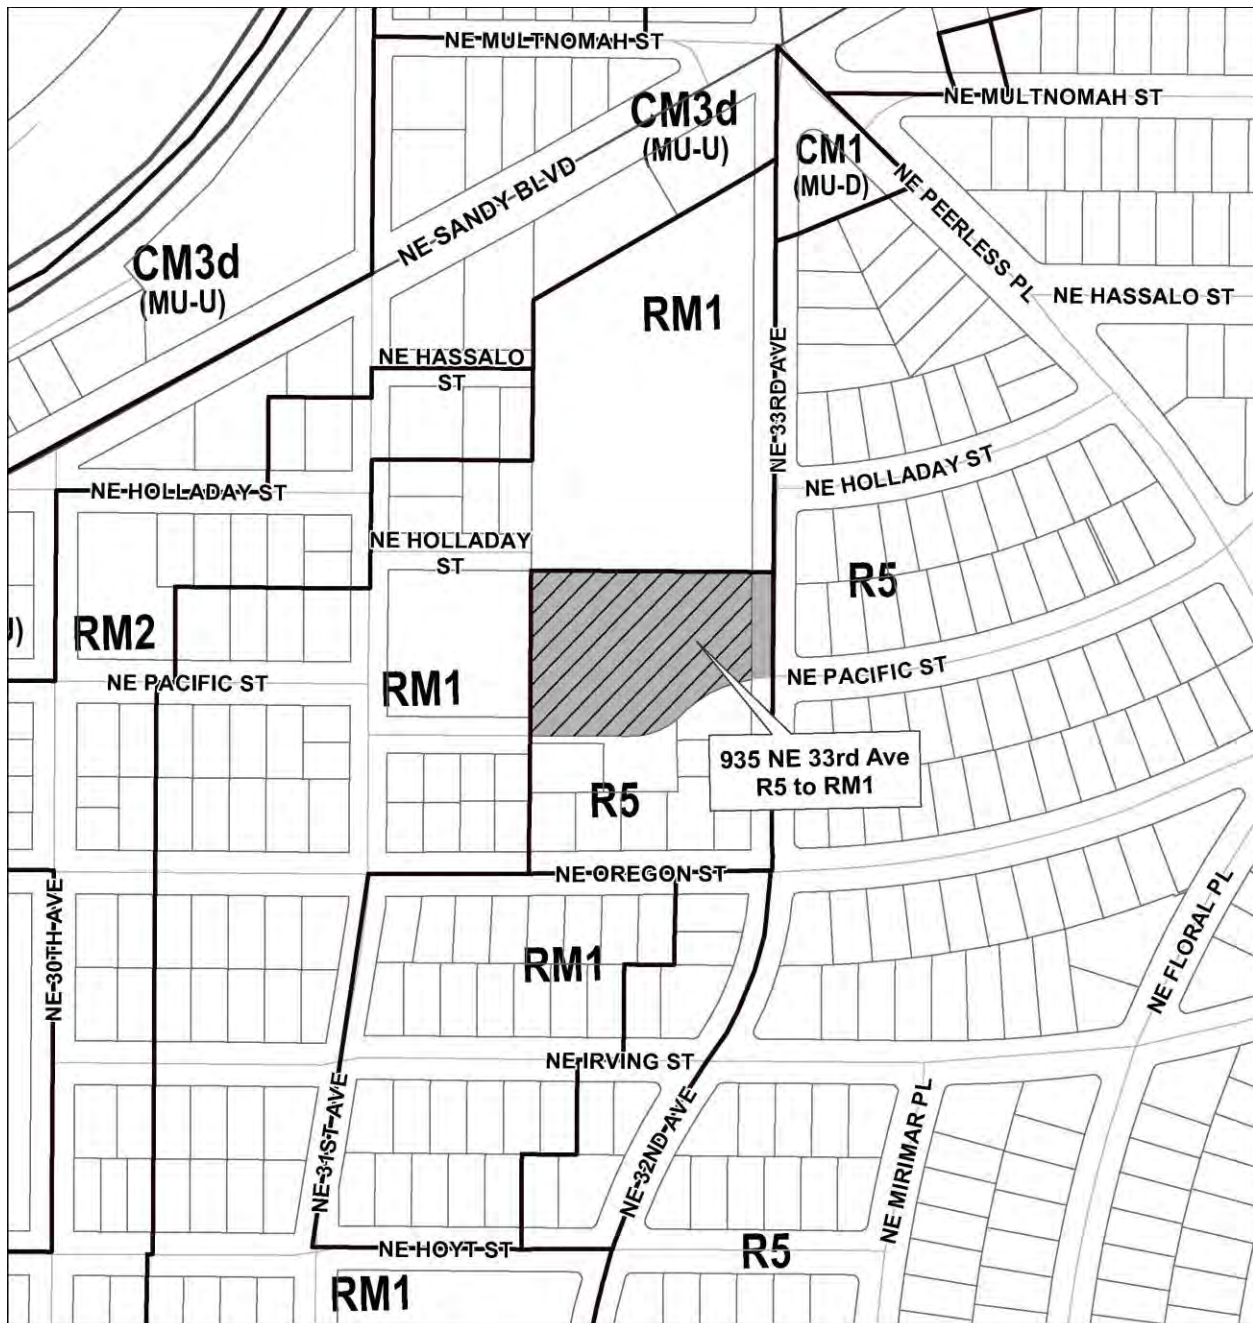 NE MULTNOMAH ST
CM3d
(MU-U)
NE MULTNOMAH ST
CM1
(MU-D)
NE SANDY BLVD
NE PEERLESS PL
CM3d
(MU-U)
NE HASSALO ST
RM1
NE HASSALO
ST
NE 33RD AVE
NE HOLLADAY ST
NE HOLLADAY ST
NE HOLLADAY
ST
R5
U)
RM2
NE PACIFIC ST
NE PACIFIC ST
RM1
935 NE 33rd Ave
R5 to RM1
R5
NE OREGON ST
NE 30TH AVE
RM1
NE FLORAL PL
NE IRVING ST
NE 31ST AVE
NE 32ND AVE
NE MIRIMAR PL
NE HOYT ST
R5
RM1